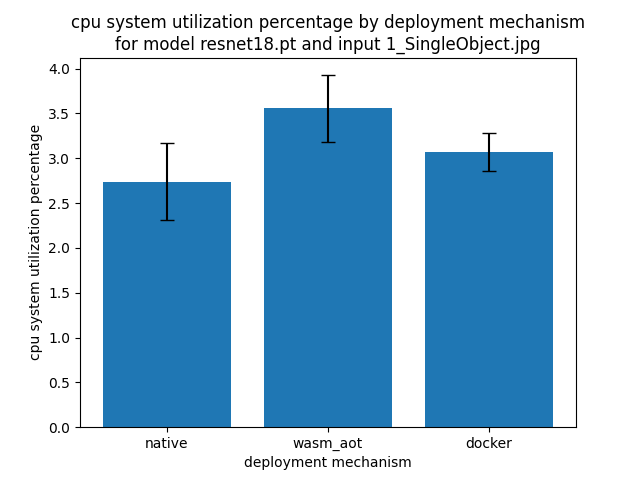 cpu system utilization percentage by deployment mechanism
for model resnet18.pt and input 1_SingleObject.jpg
cpu system utilization percentage
4.0
3.5
3.0
2.5
2.0
1.5
1.0
0.5
0.0
native
wasm_aot
docker
deployment mechanism